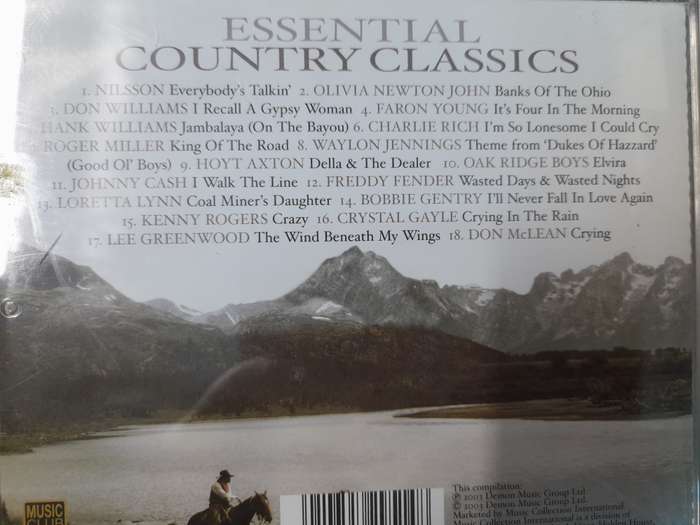 ESSENTIAL
COUNTRY CLASSICS
1. NILSSON Everybody's Talkin' 2. OLIVIA NEWTON JOHN Banks Of The Ohio
3. DON WILLIAMS I Recall A Gypsy Woman 4. FARON YOUNG It's Four In The Morning
HANK WILLIAMS Jambalaya (On The Bayou) 6. CHARLIE RICH I'm So Lonesome I Could Cry
ROGER MILLER King Of The Road 8. WAYLON JENNINGS Theme from 'Dukes Of Hazzard'
(Good Ol' Boys) 9. HOYT AXTON Della & The Dealer 10. OAK RIDGE BOYS Elvira
11. JOHNNY CASH I Walk The Line 12. FREDDY FENDER Wasted Days & Wasted Nights
13. LORETTA LYNN Coal Miner's Daughter 14. BOBBIE GENTRY I'll Never Fall In Love Again
15. KENNY ROGERS Crazy 16. CRYSTAL GAYLE Crying In The Rain
17. LEE GREENWOOD The Wind Beneath My Wings 18. DON McLEAN Crying
This compilation:
℗ 2003 Demon Music Group Ltd
© 2003 Demon Music Group Ltd.
Marketed by Music Collection International
Music Collection International is a division of
MUSIC
CLUB